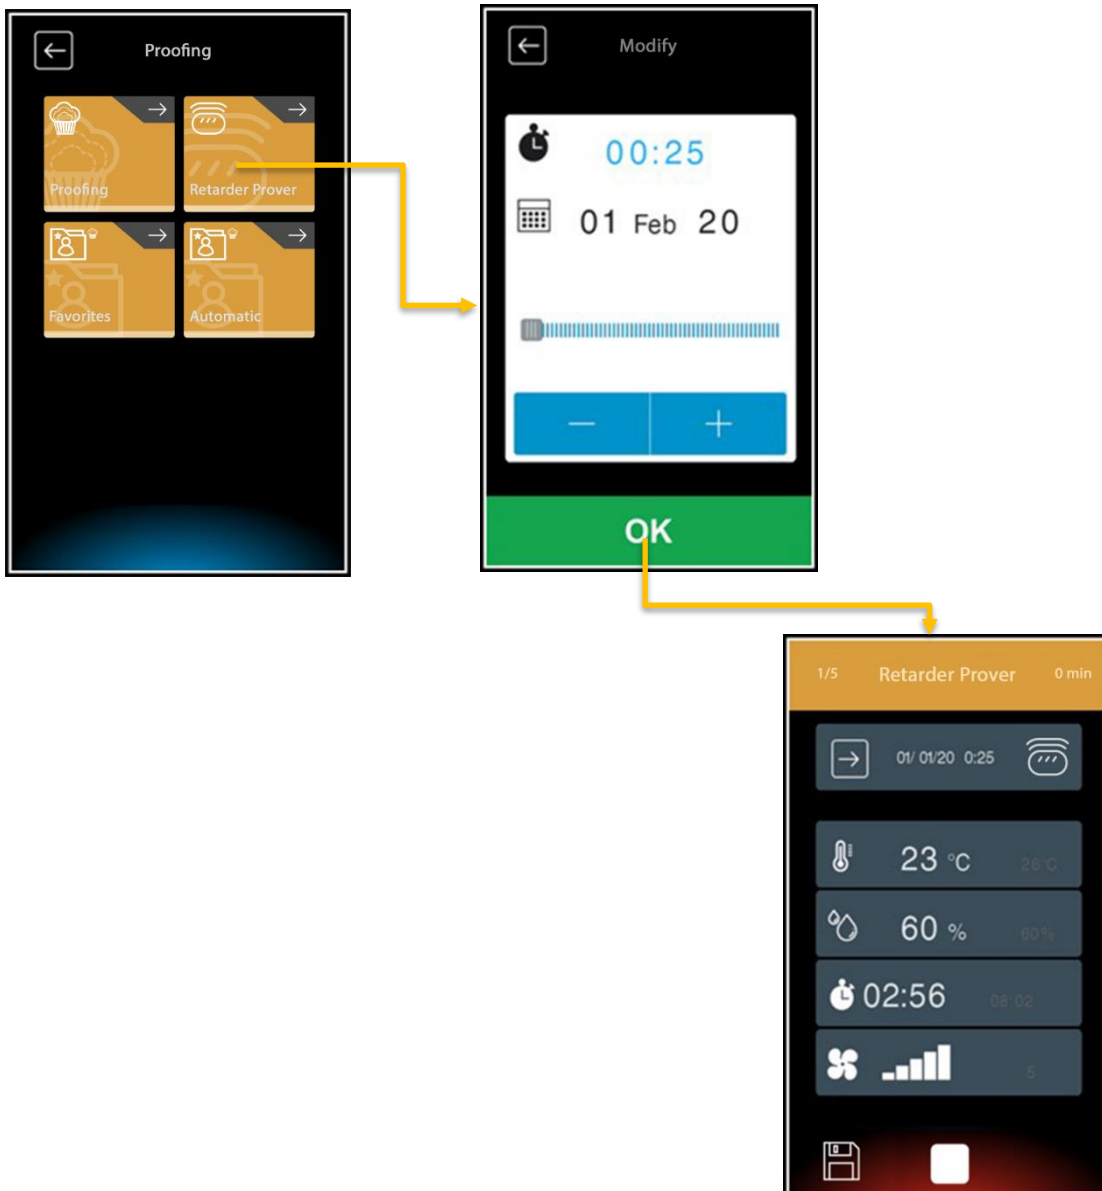 Proofing
Proofing
Retarder Prover
Favorites
Automatic
Modify
00:25
01 Feb 20
OK
1/5 Retarder Prover 0 min
01/ 01/20 0:25
23 °C 26°C
60 % 60%
02:56 08:02
5